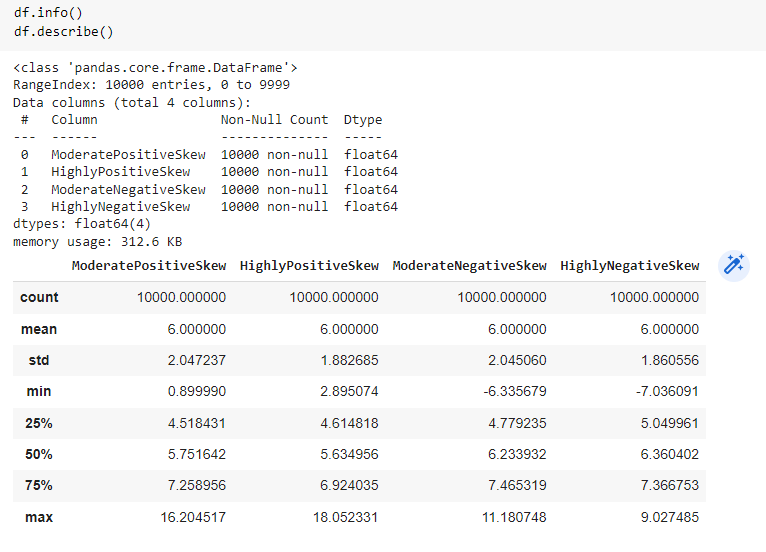 df.info()
df.describe()
<class 'pandas.core.frame.DataFrame'>
RangeIndex: 10000 entries, 0 to 9999
Data columns (total 4 columns):
 #   Column                Non-Null Count  Dtype
---  ------                --------------  -----
 0   ModeratePositiveSkew  10000 non-null  float64
 1   HighlyPositiveSkew    10000 non-null  float64
 2   ModerateNegativeSkew  10000 non-null  float64
 3   HighlyNegativeSkew    10000 non-null  float64
dtypes: float64(4)
memory usage: 312.6 KB
ModeratePositiveSkew HighlyPositiveSkew ModerateNegativeSkew HighlyNegativeSkew
count 10000.000000 10000.000000 10000.000000 10000.000000
mean 6.000000 6.000000 6.000000 6.000000
std 2.047237 1.882685 2.045060 1.860556
min 0.899990 2.895074 -6.335679 -7.036091
25% 4.518431 4.614818 4.779235 5.049961
50% 5.751642 5.634956 6.233932 6.360402
75% 7.258956 6.924035 7.465319 7.366753
max 16.204517 18.052331 11.180748 9.027485